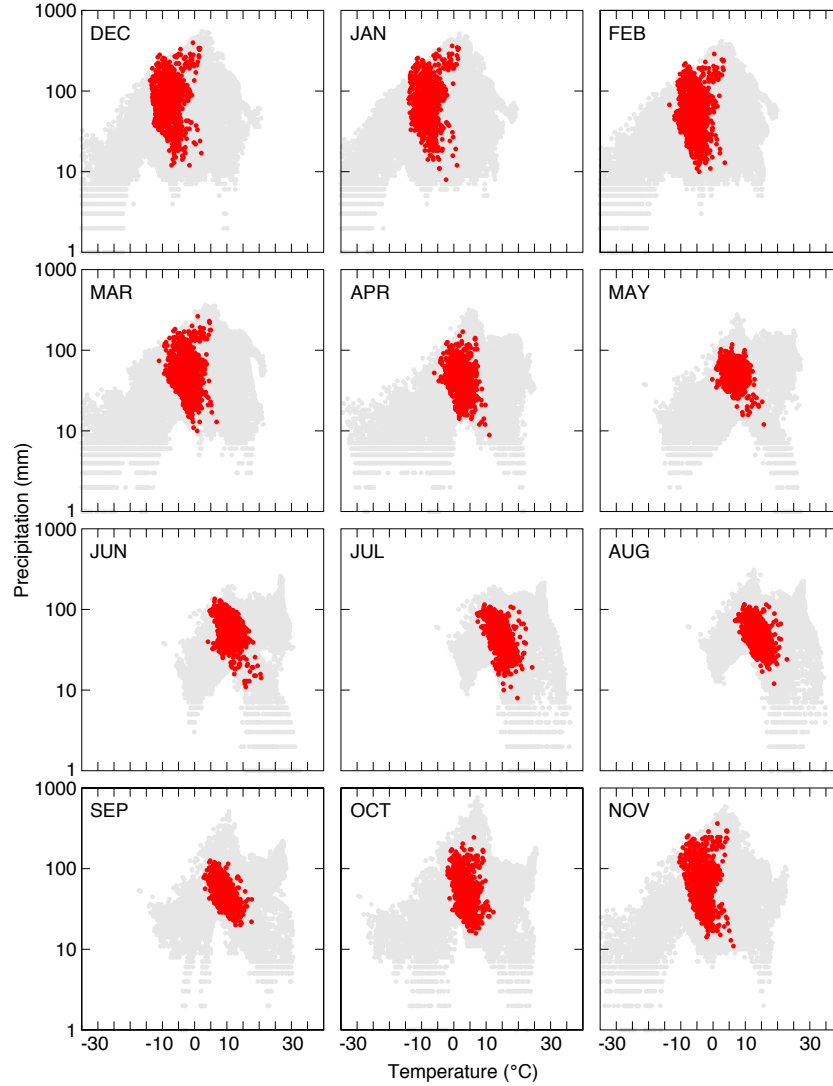 1000 DEC JAN FEB
100
10
1
1000 MAR APR MAY
100
10
1
Precipitation (mm)
1000 JUN JUL AUG
100
10
1
1000 SEP OCT NOV
100
10
1
-30 -10 0 10 30 -30 -10 0 10 30 -30 -10 0 10 30
Temperature (°C)